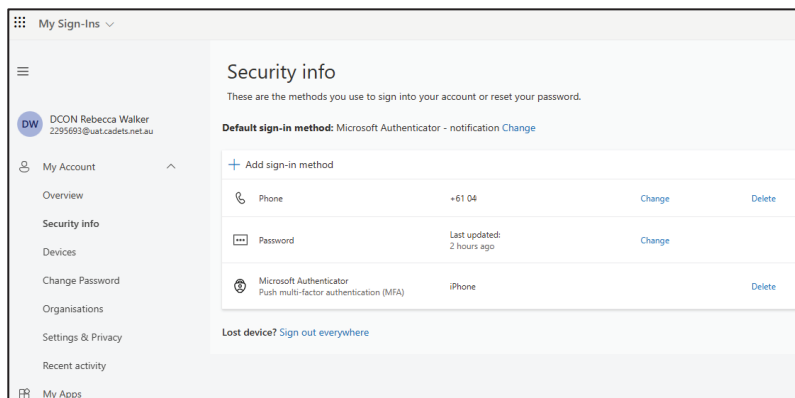 My Sign-Ins
Security info
These are the methods you use to sign into your account or reset your password.
DW
DCON Rebecca Walker
2295693@uat.cadets.net.au
Default sign-in method: Microsoft Authenticator - notification Change
My Account
Overview
Security info
Devices
Change Password
Organisations
Settings & Privacy
Recent activity
My Apps
+ Add sign-in method
Phone +61 04 Change Delete
Password Last updated: Change
2 hours ago
Microsoft Authenticator iPhone Delete
Push multi-factor authentication (MFA)
Lost device? Sign out everywhere